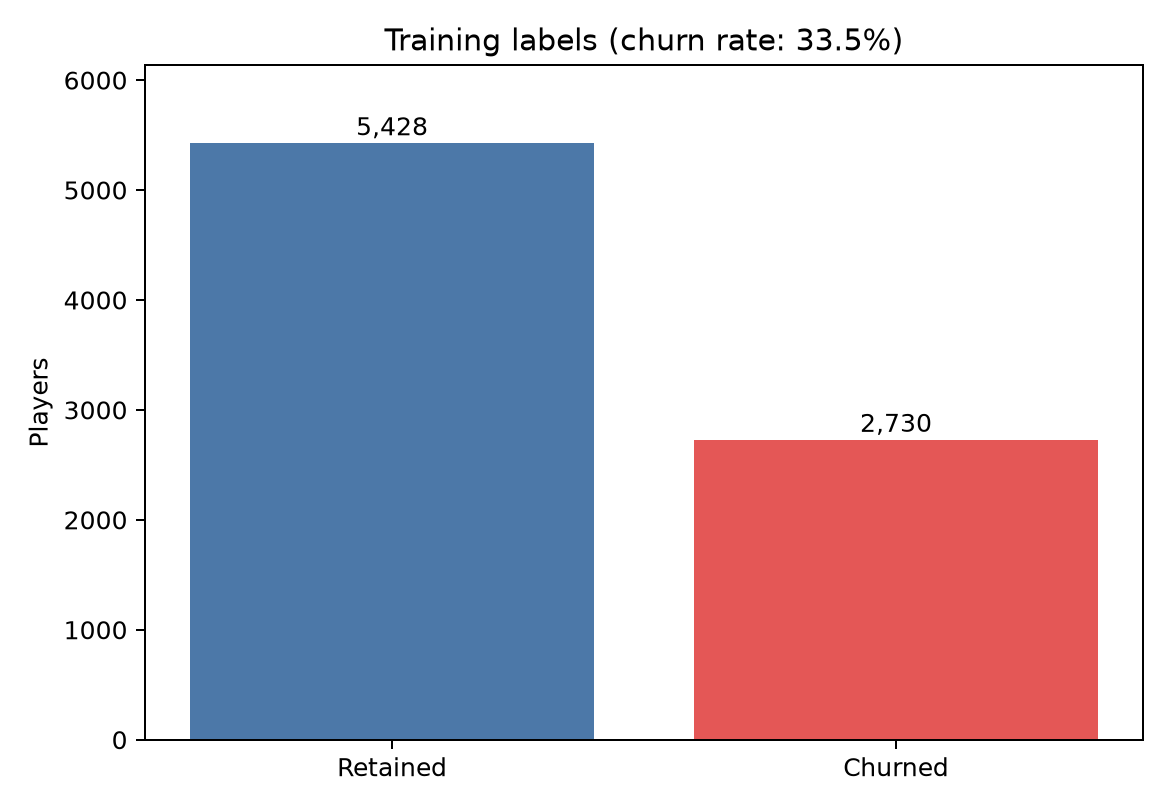 Training labels (churn rate: 33.5%)
Players
6000
5000
4000
3000
2000
1000
0
5,428
2,730
Retained
Churned